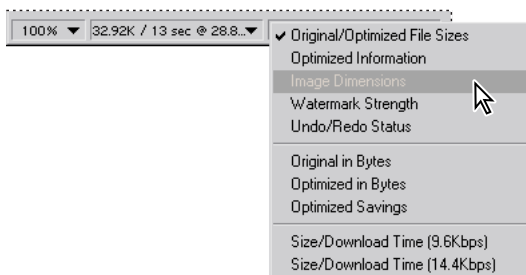 100% 32.92K / 13 sec @ 28.8...
Original/Optimized File Sizes
Optimized Information
Image Dimensions
Watermark Strength
Undo/Redo Status
Original in Bytes
Optimized in Bytes
Optimized Savings
Size/Download Time (9.6Kbps)
Size/Download Time (14.4Kbps)